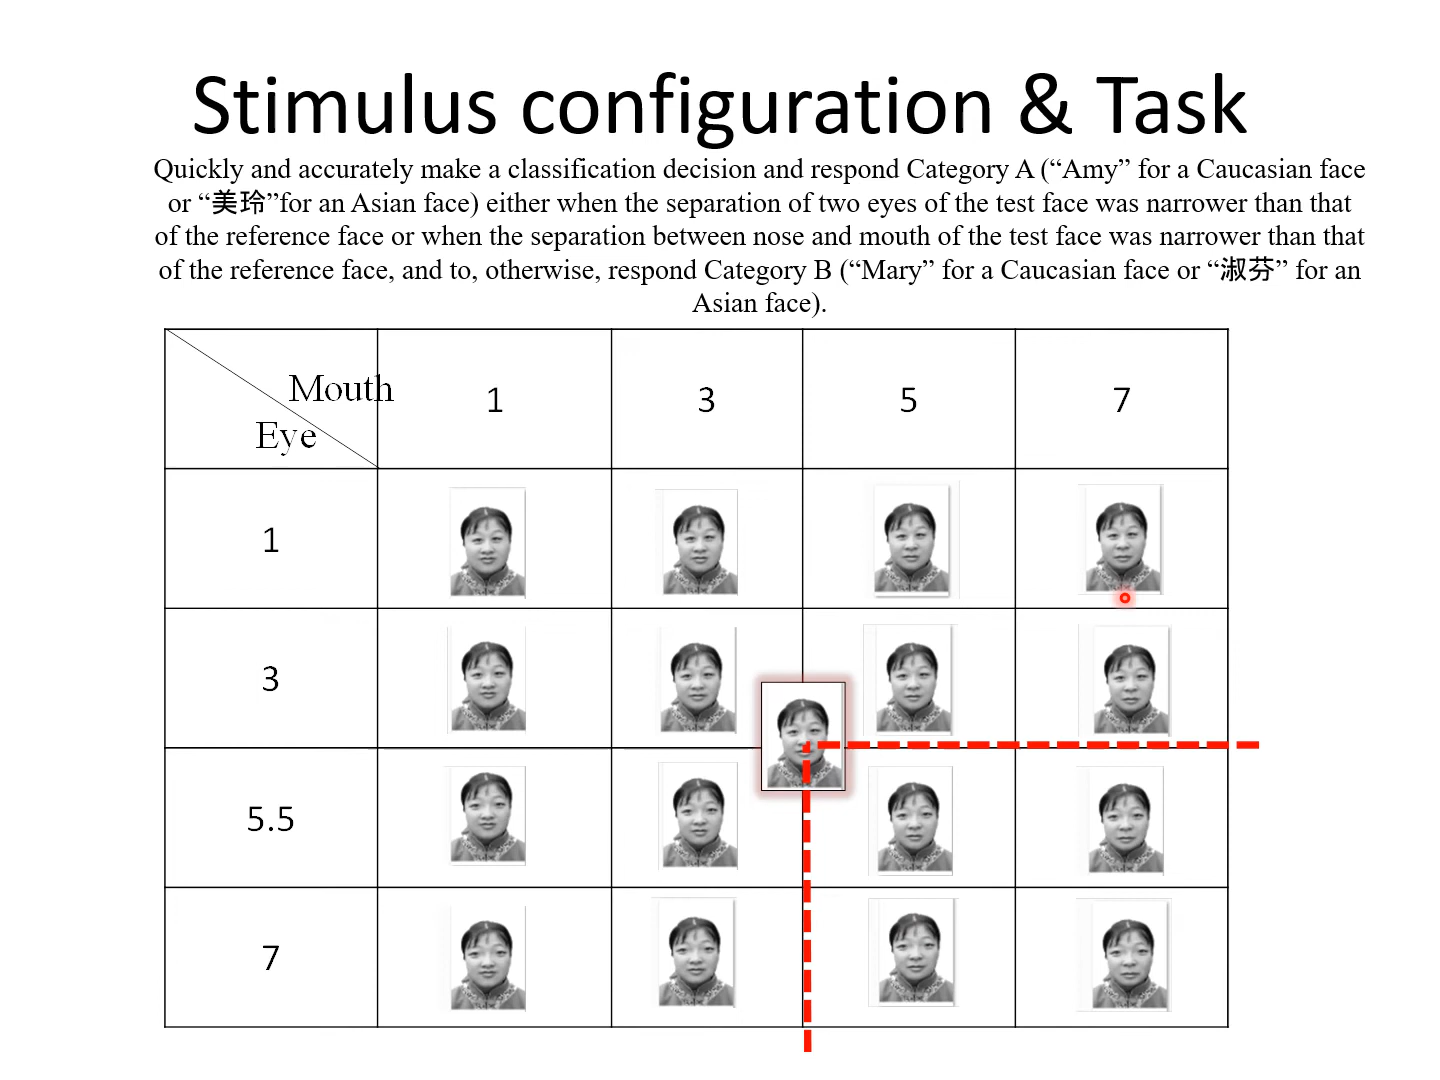 Stimulus configuration & Task
Quickly and accurately make a classification decision and respond Category A (“Amy” for a Caucasian face
or “美玲”for an Asian face) either when the separation of two eyes of the test face was narrower than that
of the reference face or when the separation between nose and mouth of the test face was narrower than that
of the reference face, and to, otherwise, respond Category B (“Mary” for a Caucasian face or “淑芬” for an
Asian face).
Mouth
Eye
1 3 5 7
1
3
5.5
7